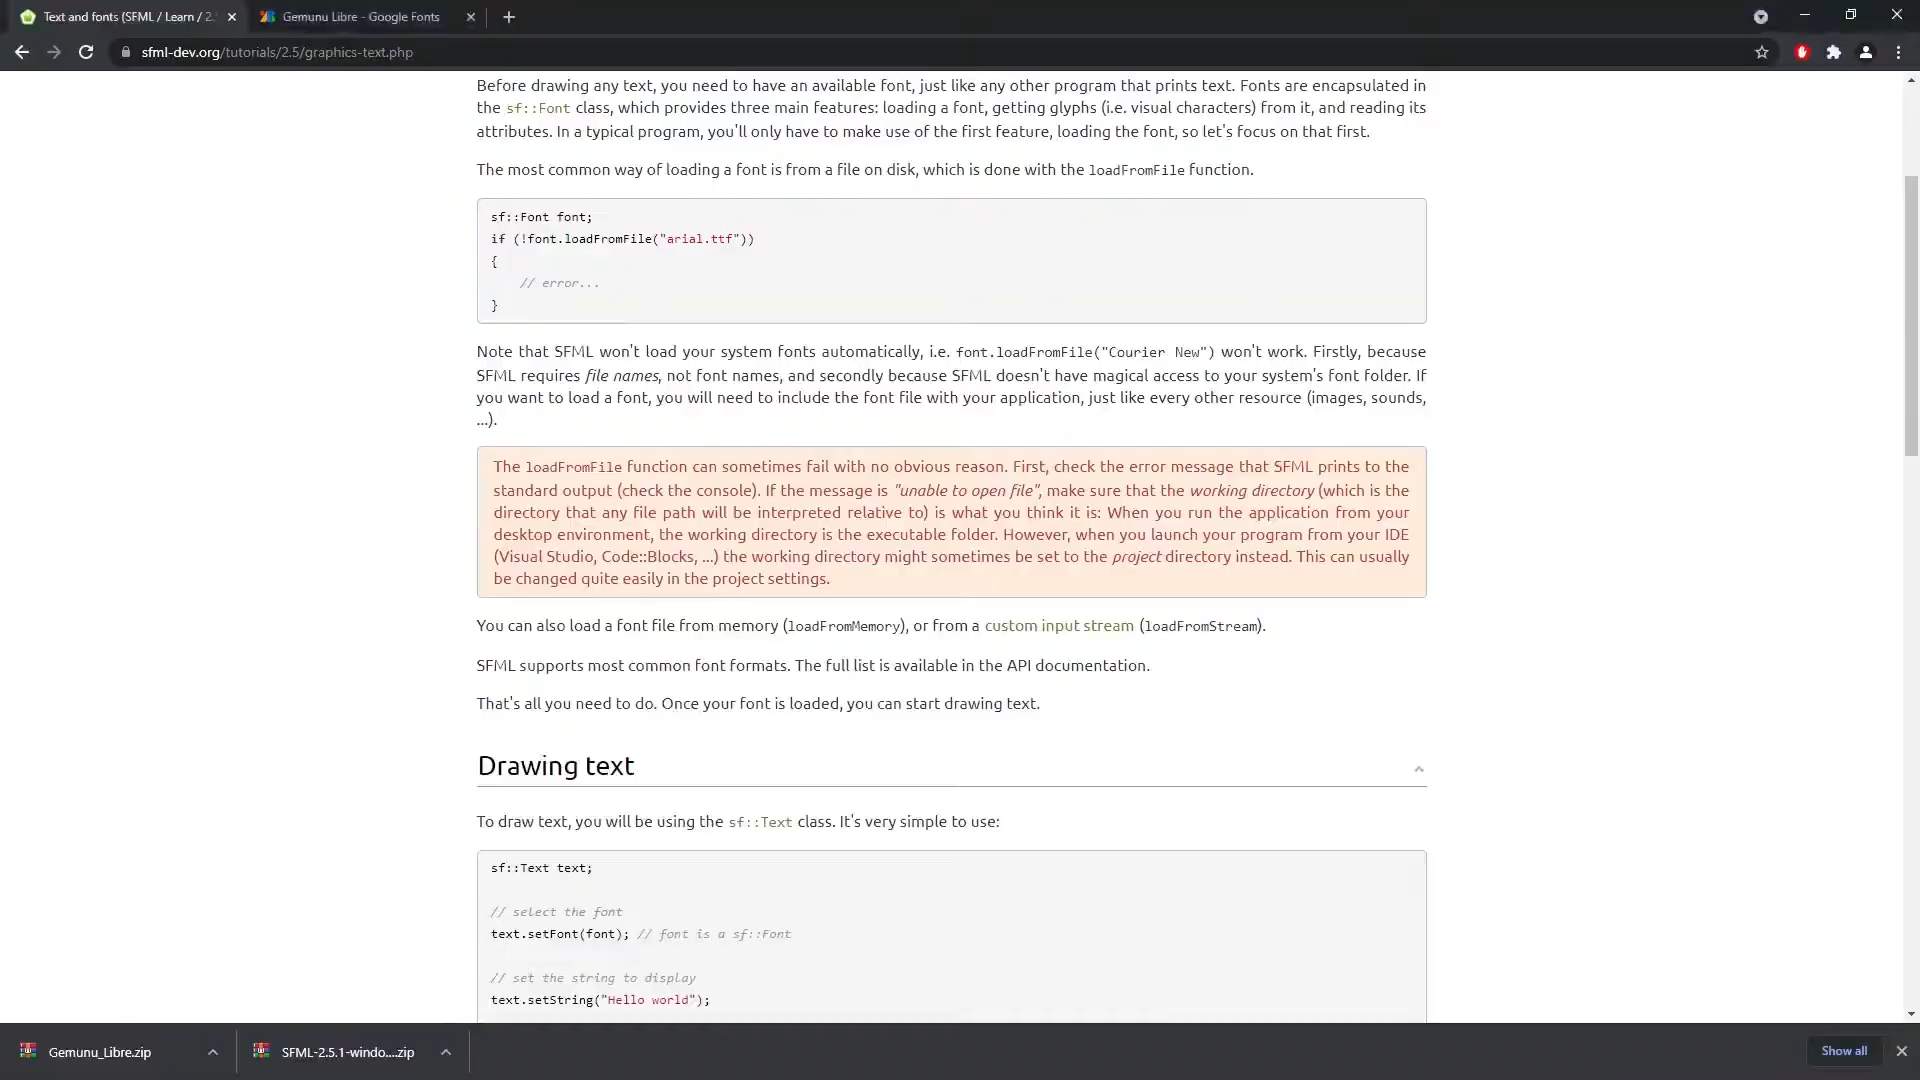 Text and fonts (SFML / Learn / 2.
Gemunu Libre - Google Fonts
sfml-dev.org/tutorials/2.5/graphics-text.php
Before drawing any text, you need to have an available font, just like any other program that prints text. Fonts are encapsulated in
the sf::Font class, which provides three main features: loading a font, getting glyphs (i.e. visual characters) from it, and reading its
attributes. In a typical program, you'll only have to make use of the first feature, loading the font, so let's focus on that first.
The most common way of loading a font is from a file on disk, which is done with the loadFromFile function.
sf::Font font;
if (!font.loadFromFile("arial.ttf"))
{
// error...
}
Note that SFML won't load your system fonts automatically, i.e. font.loadFromFile("Courier New") won't work. Firstly, because
SFML requires file names, not font names, and secondly because SFML doesn't have magical access to your system's font folder. If
you want to load a font, you will need to include the font file with your application, just like every other resource (images, sounds,
...).
The loadFromFile function can sometimes fail with no obvious reason. First, check the error message that SFML prints to the
standard output (check the console). If the message is "unable to open file", make sure that the working directory (which is the
directory that any file path will be interpreted relative to) is what you think it is: When you run the application from your
desktop environment, the working directory is the executable folder. However, when you launch your program from your IDE
(Visual Studio, Code::Blocks, ...) the working directory might sometimes be set to the project directory instead. This can usually
be changed quite easily in the project settings.
You can also load a font file from memory (loadFromMemory), or from a custom input stream (loadFromStream).
SFML supports most common font formats. The full list is available in the API documentation.
That's all you need to do. Once your font is loaded, you can start drawing text.
Drawing text
To draw text, you will be using the sf::Text class. It's very simple to use:
sf::Text text;
// select the font
text.setFont(font); // font is a sf::Font
// set the string to display
text.setString("Hello world");
Gemunu_Libre.zip
SFML-2.5.1-windo....zip
Show all